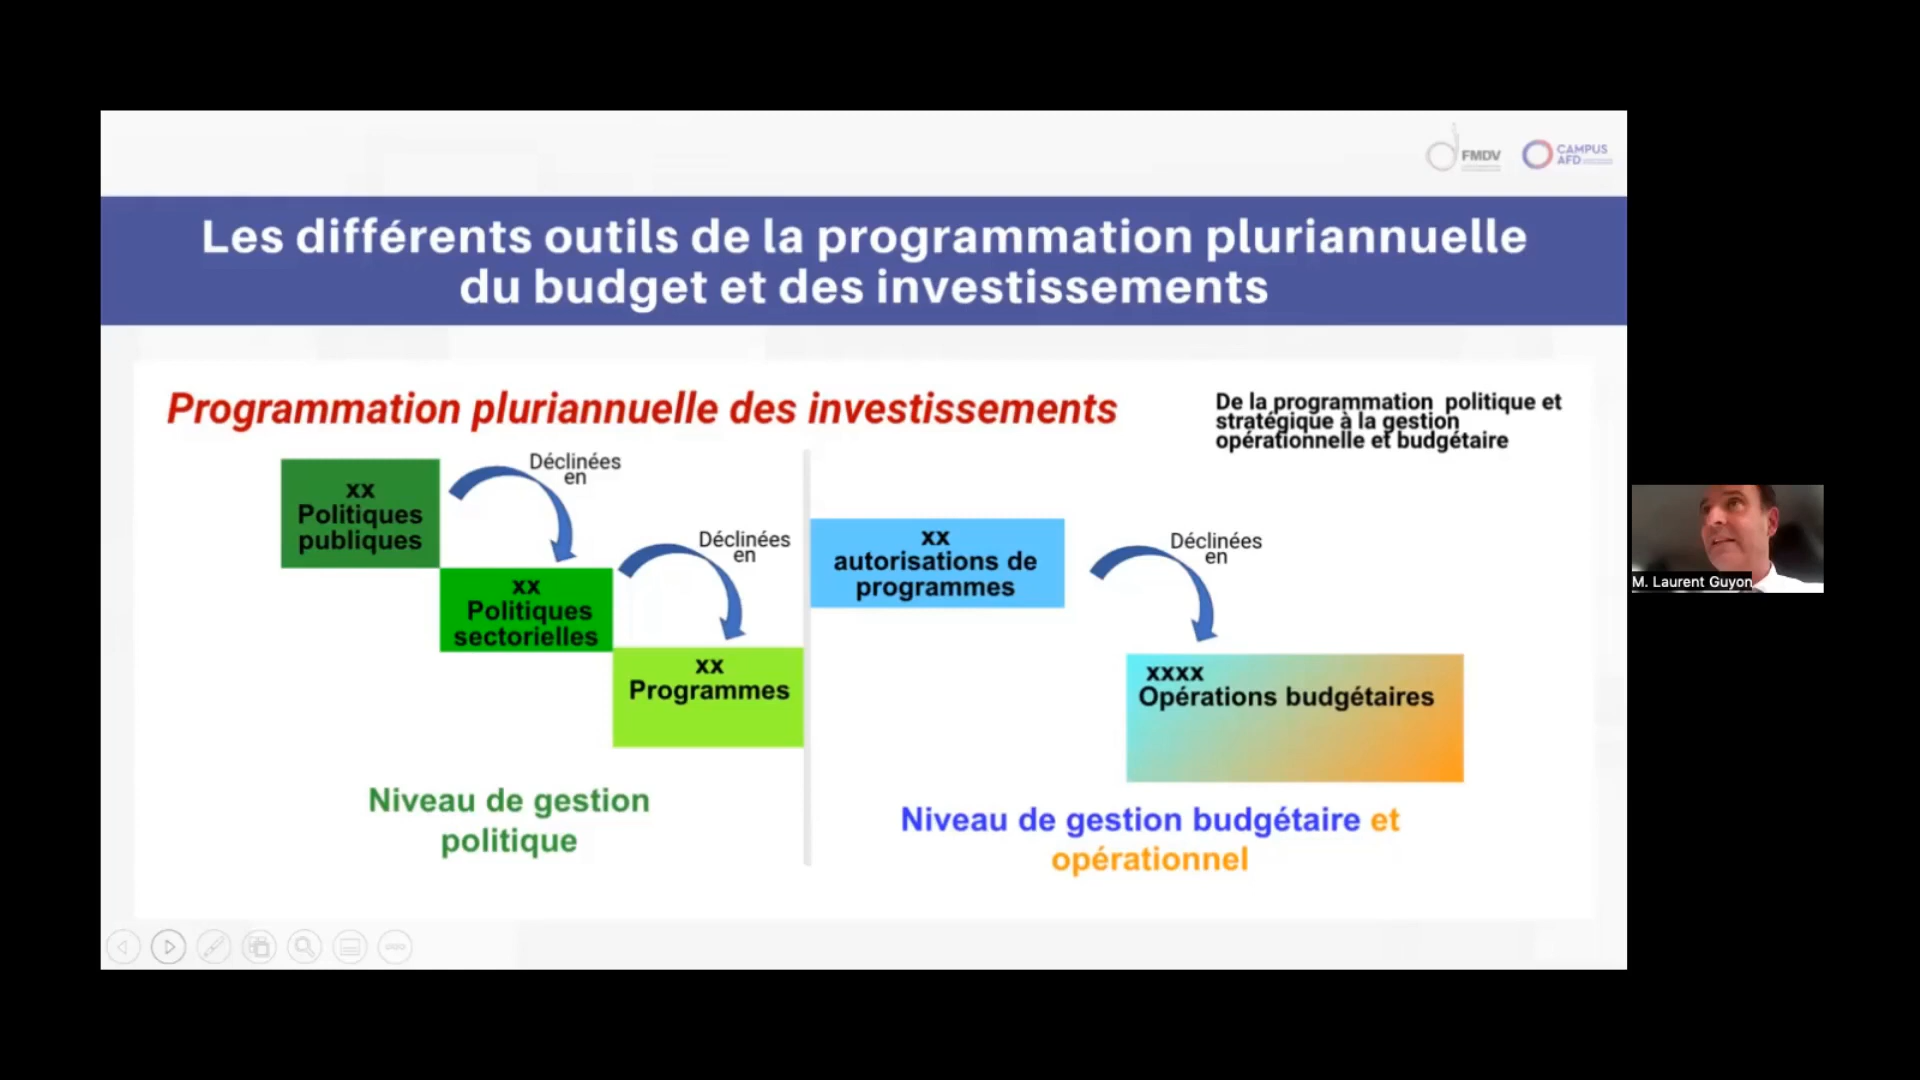 FMDV
CAMPUS
AFD
Les différents outils de la programmation pluriannuelle
du budget et des investissements
Programmation pluriannuelle des investissements
De la programmation politique et
stratégique à la gestion
opérationnelle et budgétaire
xx
Politiques
publiques
Déclinées
en
xx
Politiques
sectorielles
Déclinées
en
xx
Programmes
Niveau de gestion
politique
xx
autorisations de
programmes
Déclinées
en
xxxx
Opérations budgétaires
Niveau de gestion budgétaire et
opérationnel
M. Laurent Guyon